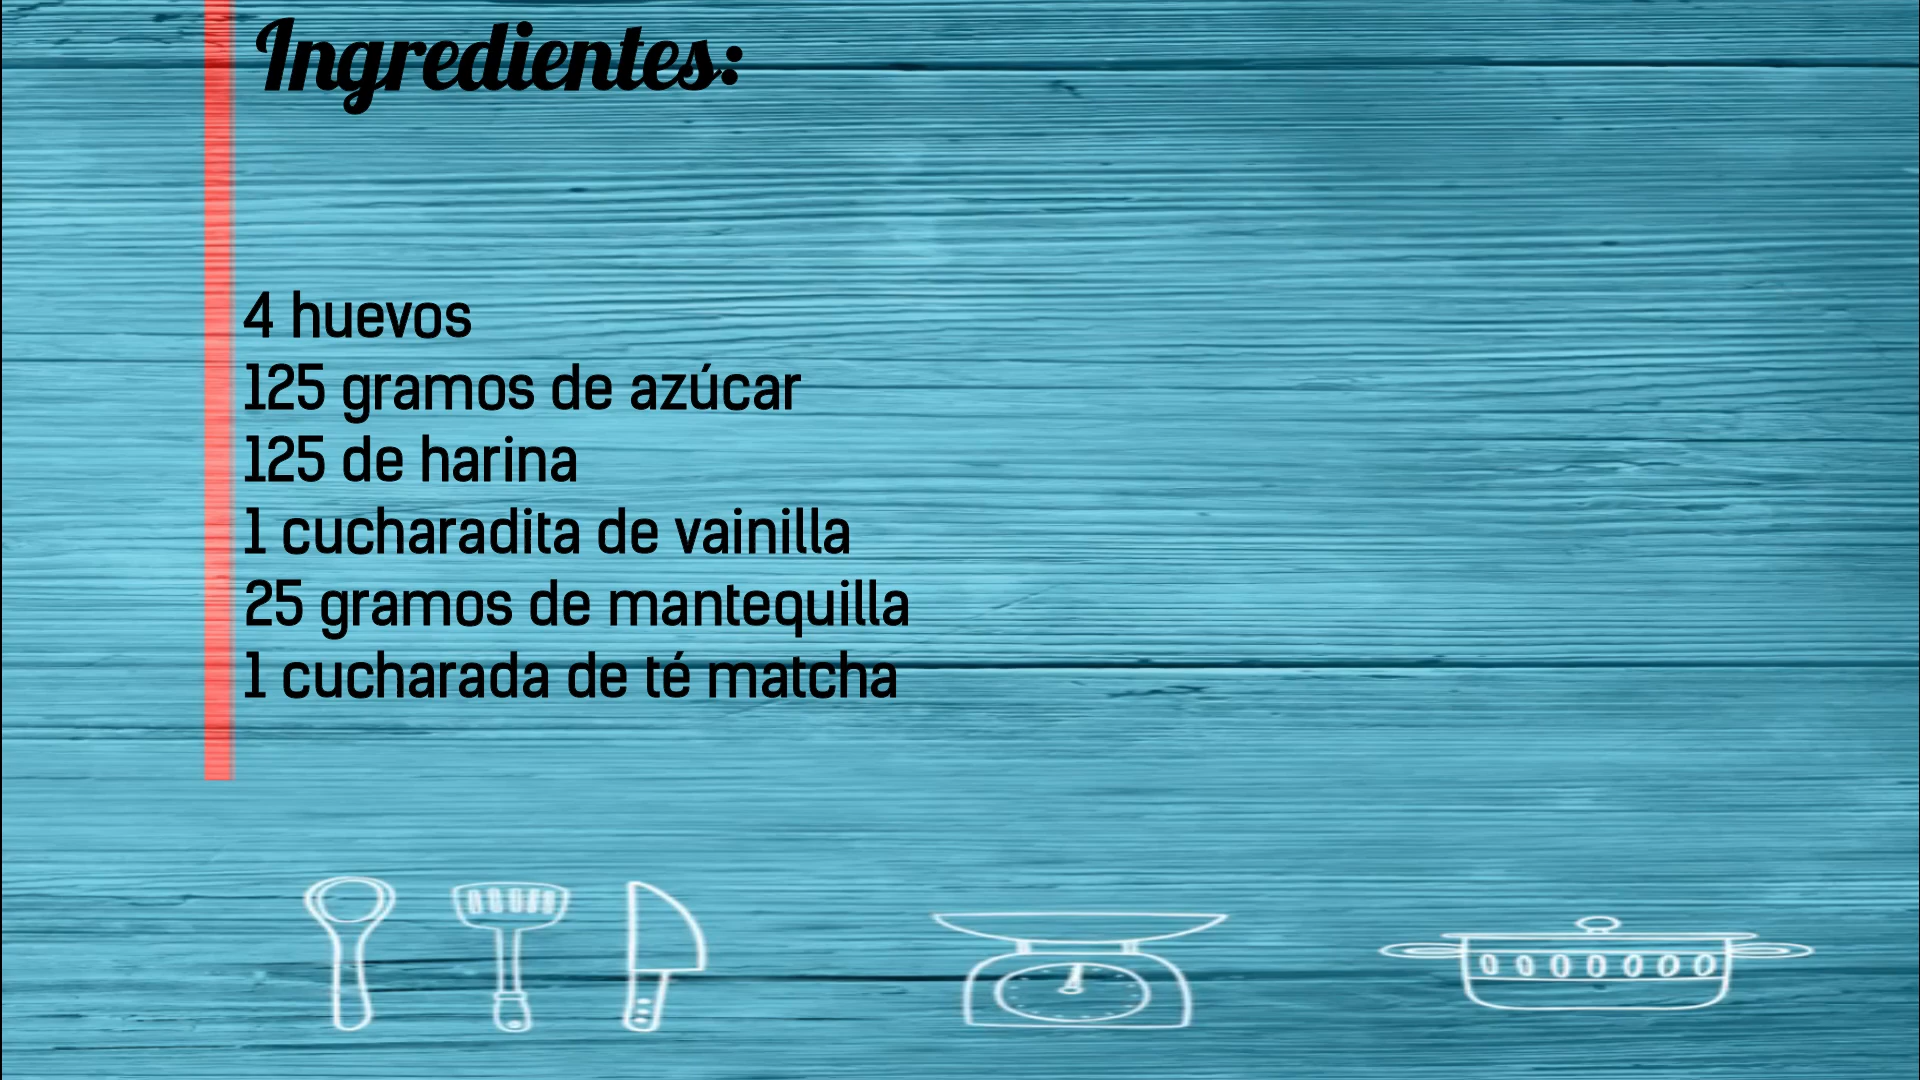 Ingredientes:
4 huevos
125 gramos de azúcar
125 de harina
1 cucharadita de vainilla
25 gramos de mantequilla
1 cucharada de té matcha